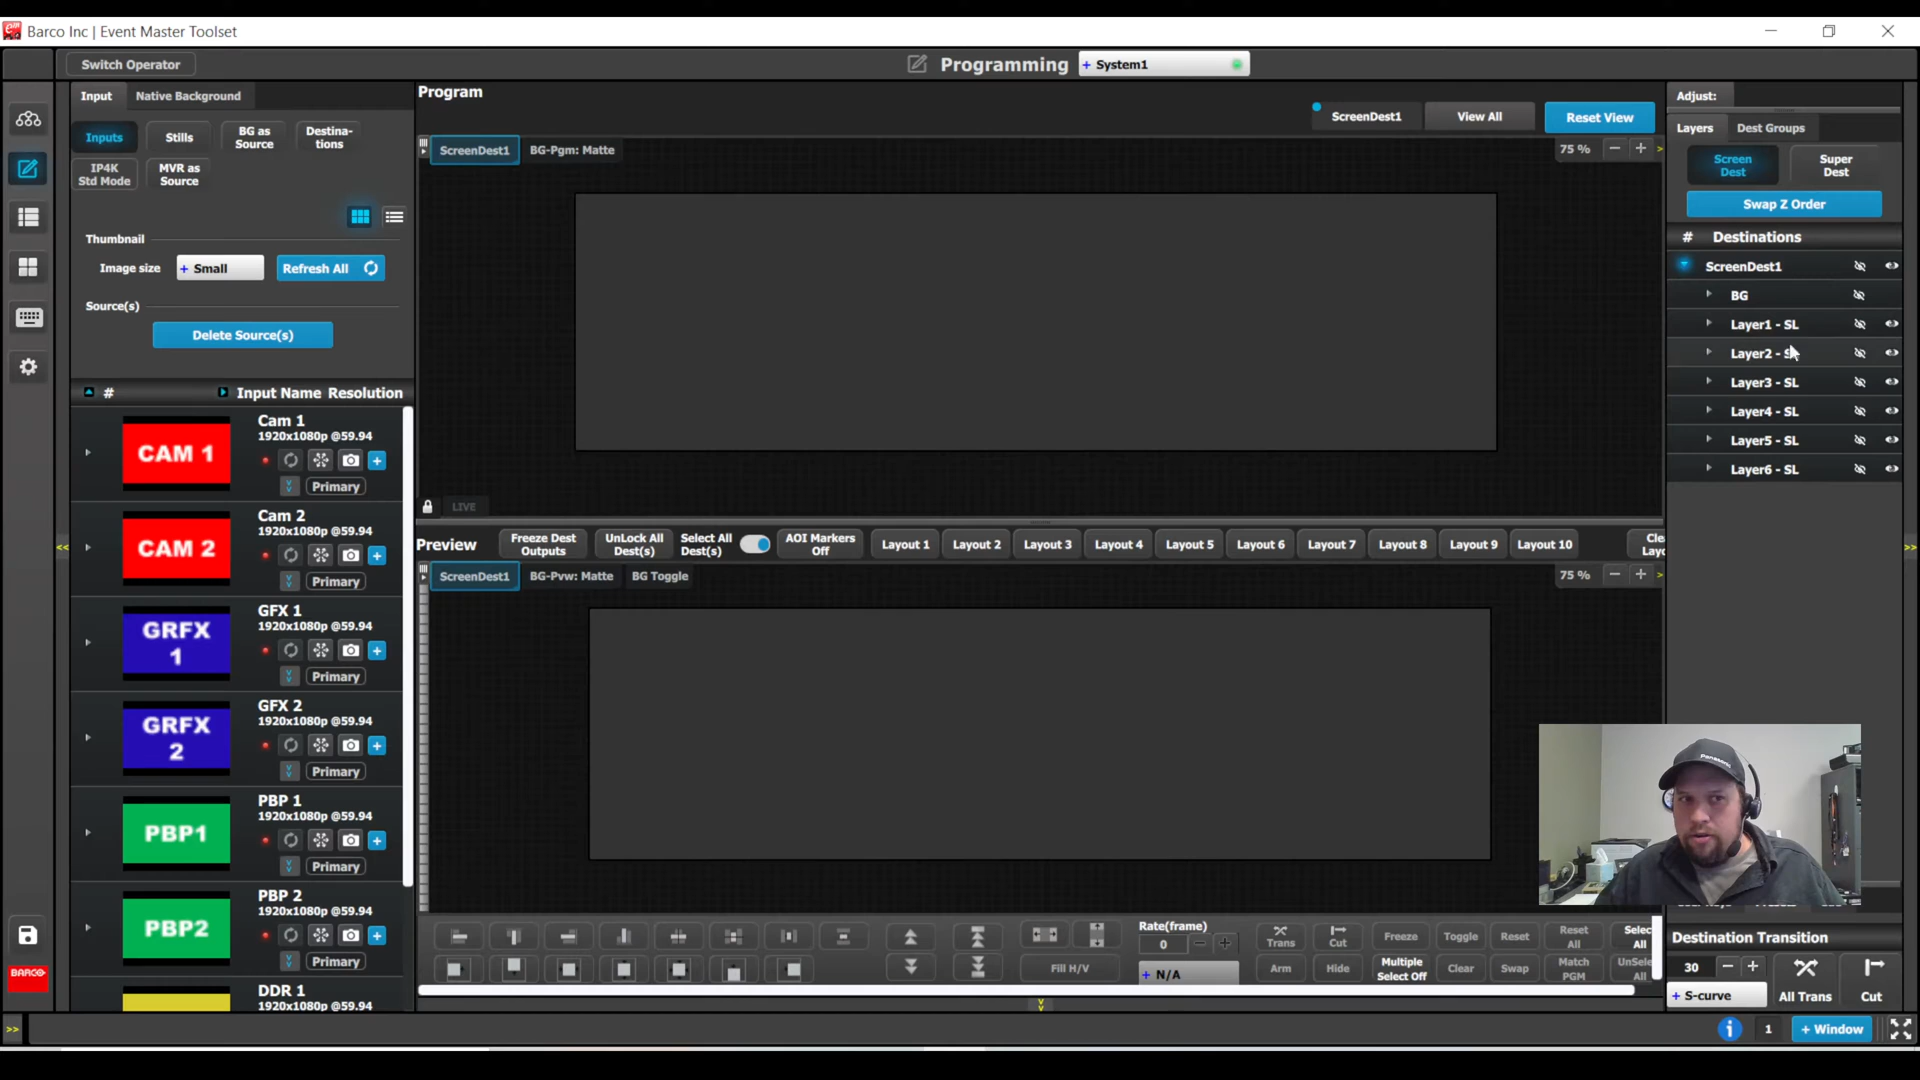 Barco Inc | Event Master Toolset
Switch Operator
Programming
+ System1
Input
Native Background
Inputs
Stills
BG as
Source
Destina-
tions
IP4K
Std Mode
MVR as
Source
Thumbnail
Image size
+ Small
Refresh All
Source(s)
Delete Source(s)
#
Input Name
Resolution
CAM 1
Cam 1
1920x1080p @59.94
Primary
CAM 2
Cam 2
1920x1080p @59.94
Primary
GRFX
1
GFX 1
1920x1080p @59.94
Primary
GRFX
2
GFX 2
1920x1080p @59.94
Primary
PBP1
PBP 1
1920x1080p @59.94
Primary
PBP2
PBP 2
1920x1080p @59.94
Primary
DDR 1
1920x1080p @59.94
BARCO
Program
ScreenDest1
View All
Reset View
ScreenDest1
BG-Pgm: Matte
75 %
LIVE
Preview
Freeze Dest
Outputs
UnLock All
Dest(s)
Select All
Dest(s)
AOI Markers
Off
Layout 1
Layout 2
Layout 3
Layout 4
Layout 5
Layout 6
Layout 7
Layout 8
Layout 9
Layout 10
ScreenDest1
BG-Pvw: Matte
BG Toggle
75 %
Fill H/V
Rate(frame)
0
+ N/A
Trans
Cut
Freeze
Toggle
Reset
Reset
All
Arm
Hide
Multiple
Select Off
Clear
Swap
Match
PGM
All
All
Adjust:
Layers
Dest Groups
Screen
Dest
Super
Dest
Swap Z Order
#
Destinations
ScreenDest1
BG
Layer1 - SL
Layer2 -
Layer3 - SL
Layer4 - SL
Layer5 - SL
Layer6 - SL
Panasonic
Destination Transition
30
+ S-curve
All Trans
Cut
1
+ Window